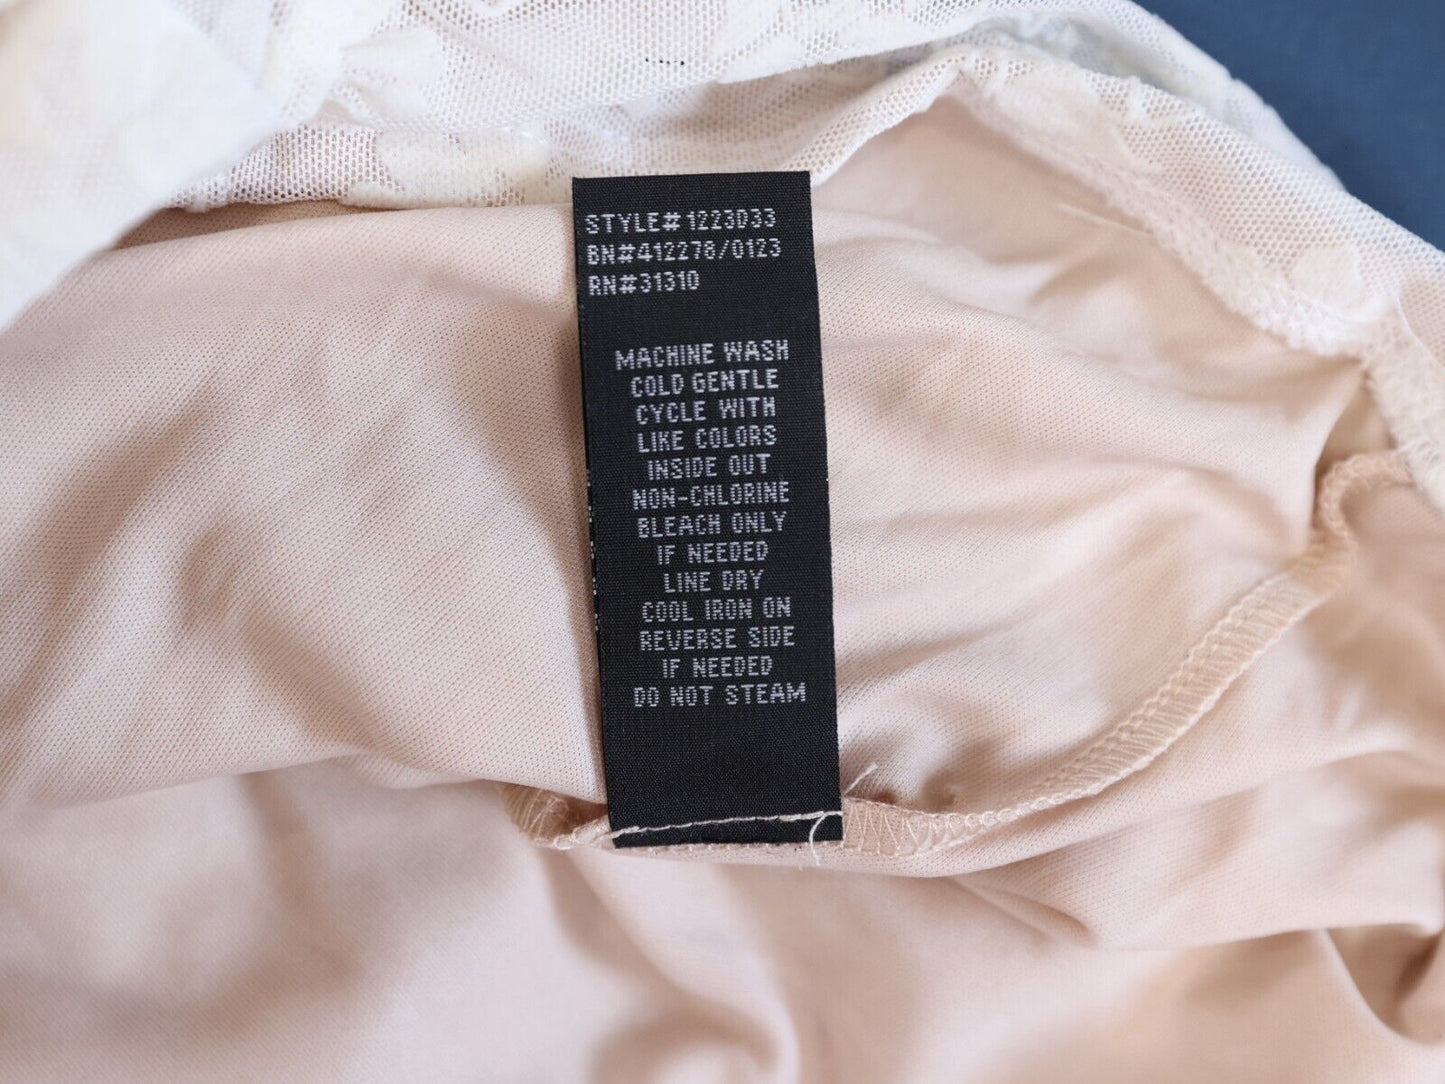 STYLE# 1223D33
BN#412278/0123
RN#31310
MACHINE WASH
COLD GENTLE
CYCLE WITH
LIKE COLORS
INSIDE OUT
NON-CHLORINE
BLEACH ONLY
IF NEEDED
LINE DRY
COOL IRON ON
REVERSE SIDE
IF NEEDED
DO NOT STEAM